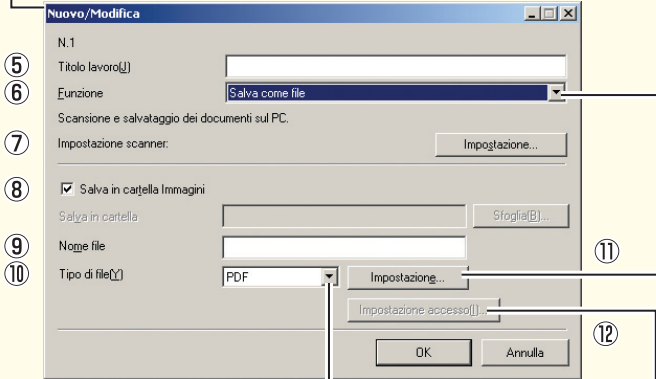 Nuovo/Modifica
N.1
⑤ Titolo lavoro(J)
⑥ Funzione Salva come file
Scansione e salvataggio dei documenti sul PC.
⑦ Impostazione scanner: Impostazione...
⑧ Salva in cartella Immagini
Salva in cartella Sfoglia(B)...
⑨ Nome file
⑪
⑩ Tipo di file(Y) PDF Impostazione...
Impostazione accesso(I)...
⑫
OK Annulla